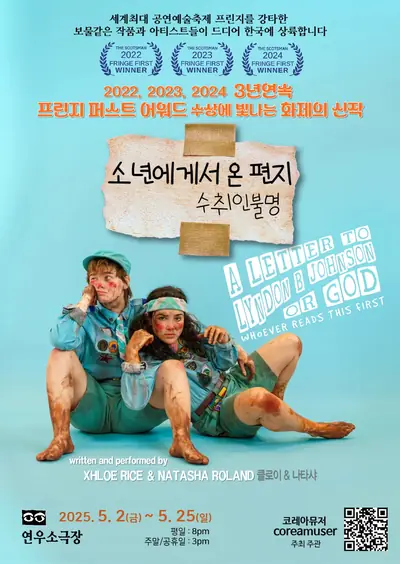 세계최대 공연예술축제 프린지를 강타한
보물같은 작품과 아티스트들이 드디어 한국에 상륙합니다
THE SCOTSMAN
2022
FRINGE FIRST
WINNER
THE SCOTSMAN
2023
FRINGE FIRST
WINNER
THE SCOTSMAN
2024
FRINGE FIRST
WINNER
2022, 2023, 2024 3년연속
프린지 퍼스트 어워드 수상에 빛나는 화제의 신작
소년에게서 온 편지
수취인불명
A LETTER TO
LYNDON B JOHNSON
OR GOD
WHOEVER READS THIS FIRST
written and performed by
XHLOE RICE & NATASHA ROLAND 클로이 & 나타샤
연우소극장
2025. 5. 2(금) ~ 5. 25(일)
평일 : 8pm
주말/공휴일 : 3pm
코레아뮤저
coreamuser
주최 주관